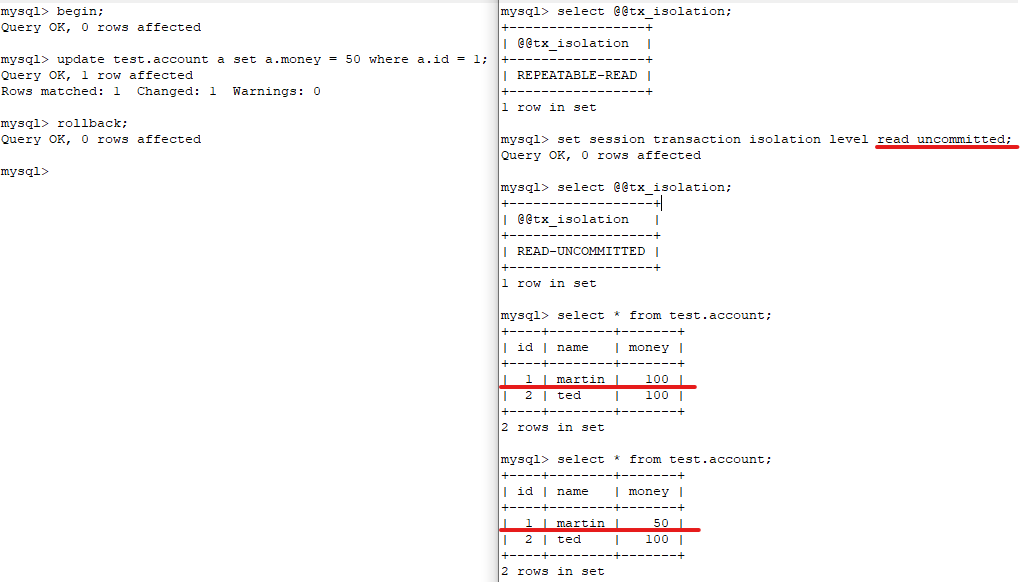 mysql> begin;
Query OK, 0 rows affected
mysql> update test.account a set a.money = 50 where a.id = 1;
Query OK, 1 row affected
Rows matched: 1  Changed: 1  Warnings: 0
mysql> rollback;
Query OK, 0 rows affected
mysql>
mysql> select @@tx_isolation;
+-----------------+
| @@tx_isolation  |
+-----------------+
| REPEATABLE-READ |
+-----------------+
1 row in set
mysql> set session transaction isolation level read uncommitted;
Query OK, 0 rows affected
mysql> select @@tx_isolation;
+------------------+
| @@tx_isolation   |
+------------------+
| READ-UNCOMMITTED |
+------------------+
1 row in set
mysql> select * from test.account;
+----+--------+-------+
| id | name   | money |
+----+--------+-------+
|  1 | martin |   100 |
|  2 | ted    |   100 |
+----+--------+-------+
2 rows in set
mysql> select * from test.account;
+----+--------+-------+
| id | name   | money |
+----+--------+-------+
|  1 | martin |    50 |
|  2 | ted    |   100 |
+----+--------+-------+
2 rows in set